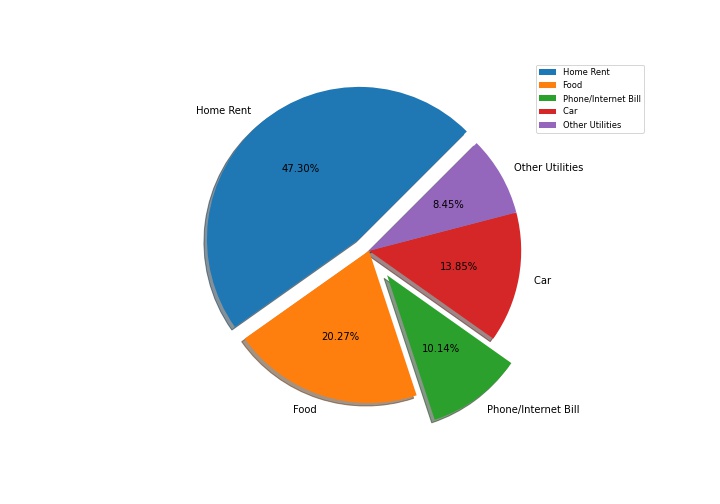 Home Rent
Food
Phone/Internet Bill
Car
Other Utilities
Home Rent
47.30%
Other Utilities
8.45%
13.85%
Car
20.27%
10.14%
Food
Phone/Internet Bill